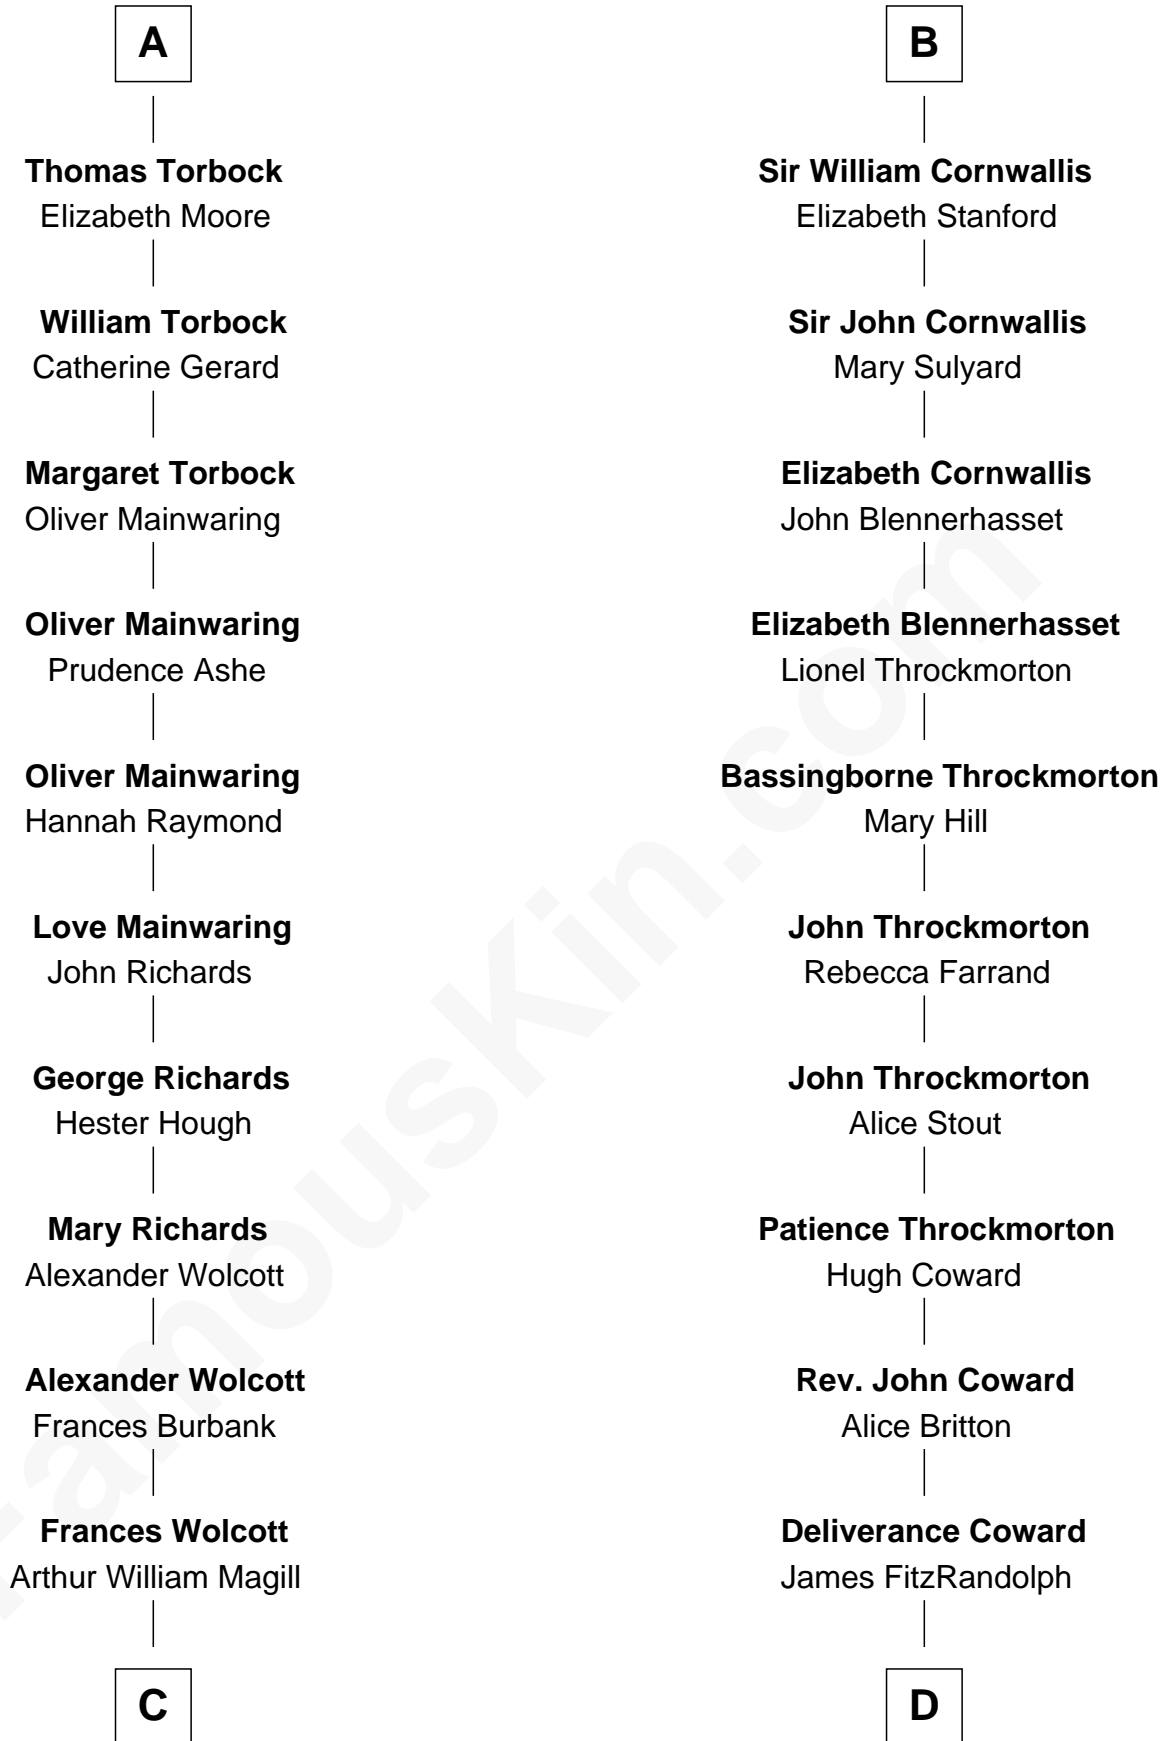 A
Thomas Torbock
Elizabeth Moore
William Torbock
Catherine Gerard
Margaret Torbock
Oliver Mainwaring
Oliver Mainwaring
Prudence Ashe
Oliver Mainwaring
Hannah Raymond
Love Mainwaring
John Richards
George Richards
Hester Hough
Mary Richards
Alexander Wolcott
Alexander Wolcott
Frances Burbank
Frances Wolcott
Arthur William Magill
C
B
Sir William Cornwallis
Elizabeth Stanford
Sir John Cornwallis
Mary Sulyard
Elizabeth Cornwallis
John Blennerhasset
Elizabeth Blennerhasset
Lionel Throckmorton
Bassingborne Throckmorton
Mary Hill
John Throckmorton
Rebecca Farrand
John Throckmorton
Alice Stout
Patience Throckmorton
Hugh Coward
Rev. John Coward
Alice Britton
Deliverance Coward
James FitzRandolph
D
FamousKin.com